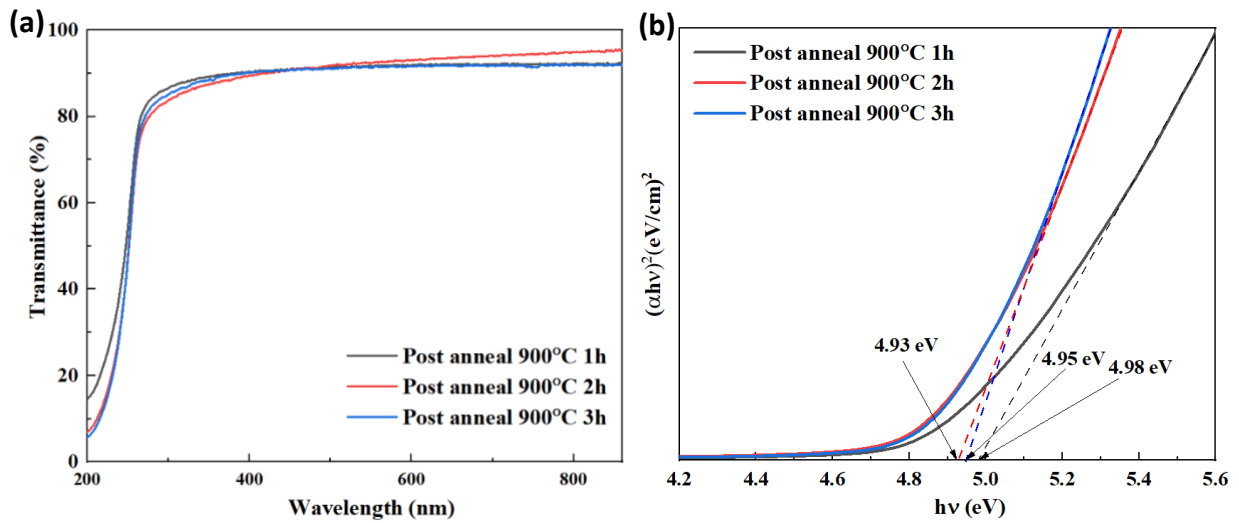 (a)
100
80
60
40
20
0
Transmittance (%)
Post anneal 900°C 1h
Post anneal 900°C 2h
Post anneal 900°C 3h
200 400 600 800
Wavelength (nm)
(b)
Post anneal 900°C 1h
Post anneal 900°C 2h
Post anneal 900°C 3h
(αhν)²(eV/cm)²
4.93 eV
4.95 eV
4.98 eV
4.2 4.4 4.6 4.8 5.0 5.2 5.4 5.6
hν (eV)